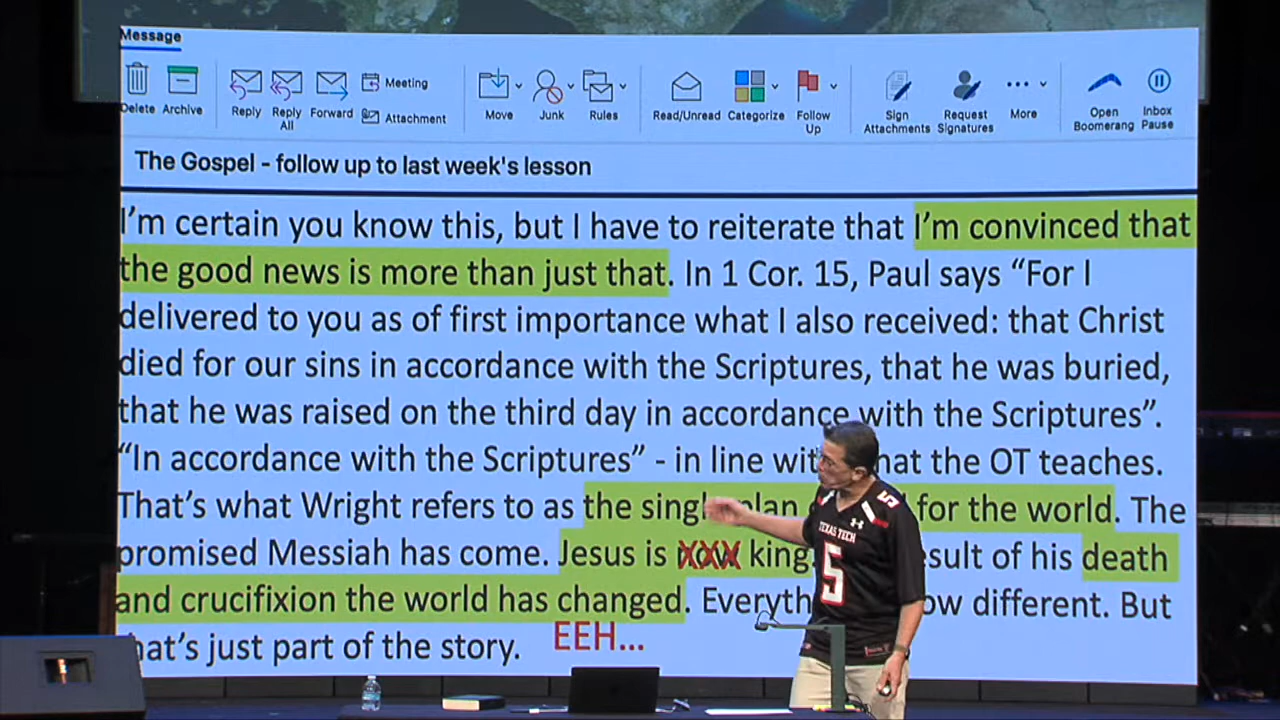 Message
Delete
Archive
Reply
Reply All
Forward
Meeting
Attachment
Move
Junk
Rules
Read/Unread
Categorize
Follow Up
Sign Attachments
Request Signatures
More
Open Boomerang
Inbox Pause
The Gospel - follow up to last week's lesson
I'm certain you know this, but I have to reiterate that I'm convinced that
the good news is more than just that. In 1 Cor. 15, Paul says “For I
delivered to you as of first importance what I also received: that Christ
died for our sins in accordance with the Scriptures, that he was buried,
that he was raised on the third day in accordance with the Scriptures”.
“In accordance with the Scriptures” - in line that the OT teaches.
That's what Wright refers to as the plan for the world. The
promised Messiah has come. Jesus is now XXX king. of his death
and crucifixion the world has changed. different. But
just part of the story.
EEH...
TEXAS TECH
5
5